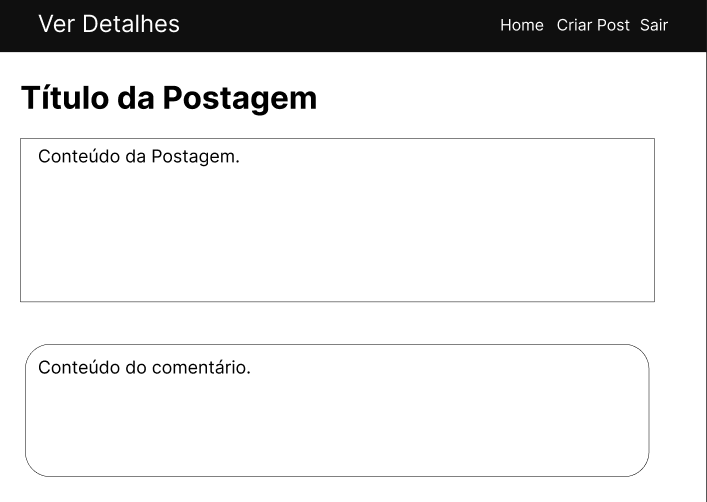 Ver Detalhes
Home Criar Post Sair
Título da Postagem
Conteúdo da Postagem.
Conteúdo do comentário.